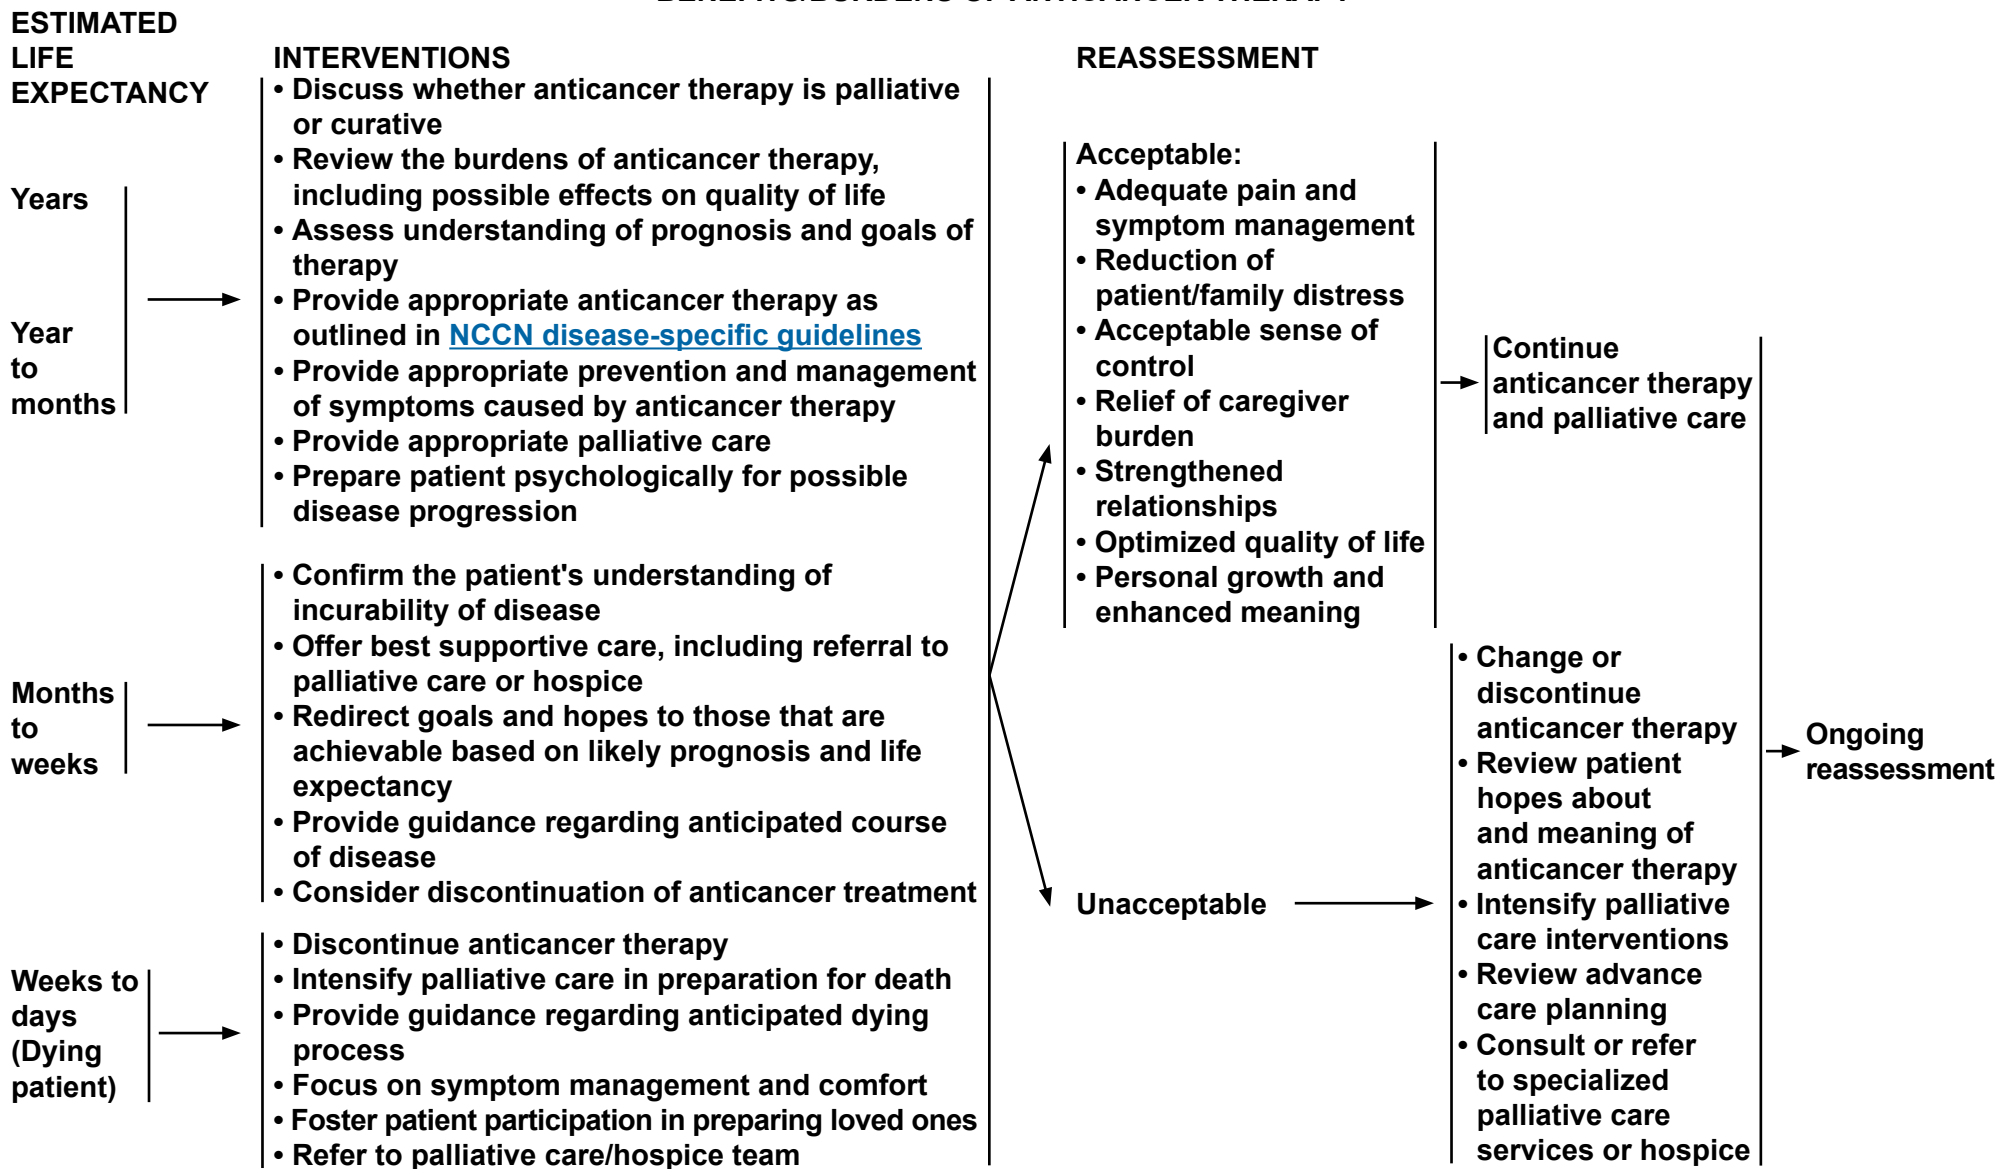 ESTIMATED
LIFE
EXPECTANCY
Years
Year
to
months
Months
to
weeks
Weeks to
days
(Dying
patient)
INTERVENTIONS
• Discuss whether anticancer therapy is palliative
or curative
• Review the burdens of anticancer therapy,
including possible effects on quality of life
• Assess understanding of prognosis and goals of
therapy
• Provide appropriate anticancer therapy as
outlined in NCCN disease-specific guidelines
• Provide appropriate prevention and management
of symptoms caused by anticancer therapy
• Provide appropriate palliative care
• Prepare patient psychologically for possible
disease progression
• Confirm the patient's understanding of
incurability of disease
• Offer best supportive care, including referral to
palliative care or hospice
• Redirect goals and hopes to those that are
achievable based on likely prognosis and life
expectancy
• Provide guidance regarding anticipated course
of disease
• Consider discontinuation of anticancer treatment
• Discontinue anticancer therapy
• Intensify palliative care in preparation for death
• Provide guidance regarding anticipated dying
process
• Focus on symptom management and comfort
• Foster patient participation in preparing loved ones
• Refer to palliative care/hospice team
REASSESSMENT
Acceptable:
• Adequate pain and
symptom management
• Reduction of
patient/family distress
• Acceptable sense of
control
• Relief of caregiver
burden
• Strengthened
relationships
• Optimized quality of life
• Personal growth and
enhanced meaning
Continue
anticancer therapy
and palliative care
Unacceptable
• Change or
discontinue
anticancer therapy
• Review patient
hopes about
and meaning of
anticancer therapy
• Intensify palliative
care interventions
• Review advance
care planning
• Consult or refer
to specialized
palliative care
services or hospice
Ongoing
reassessment